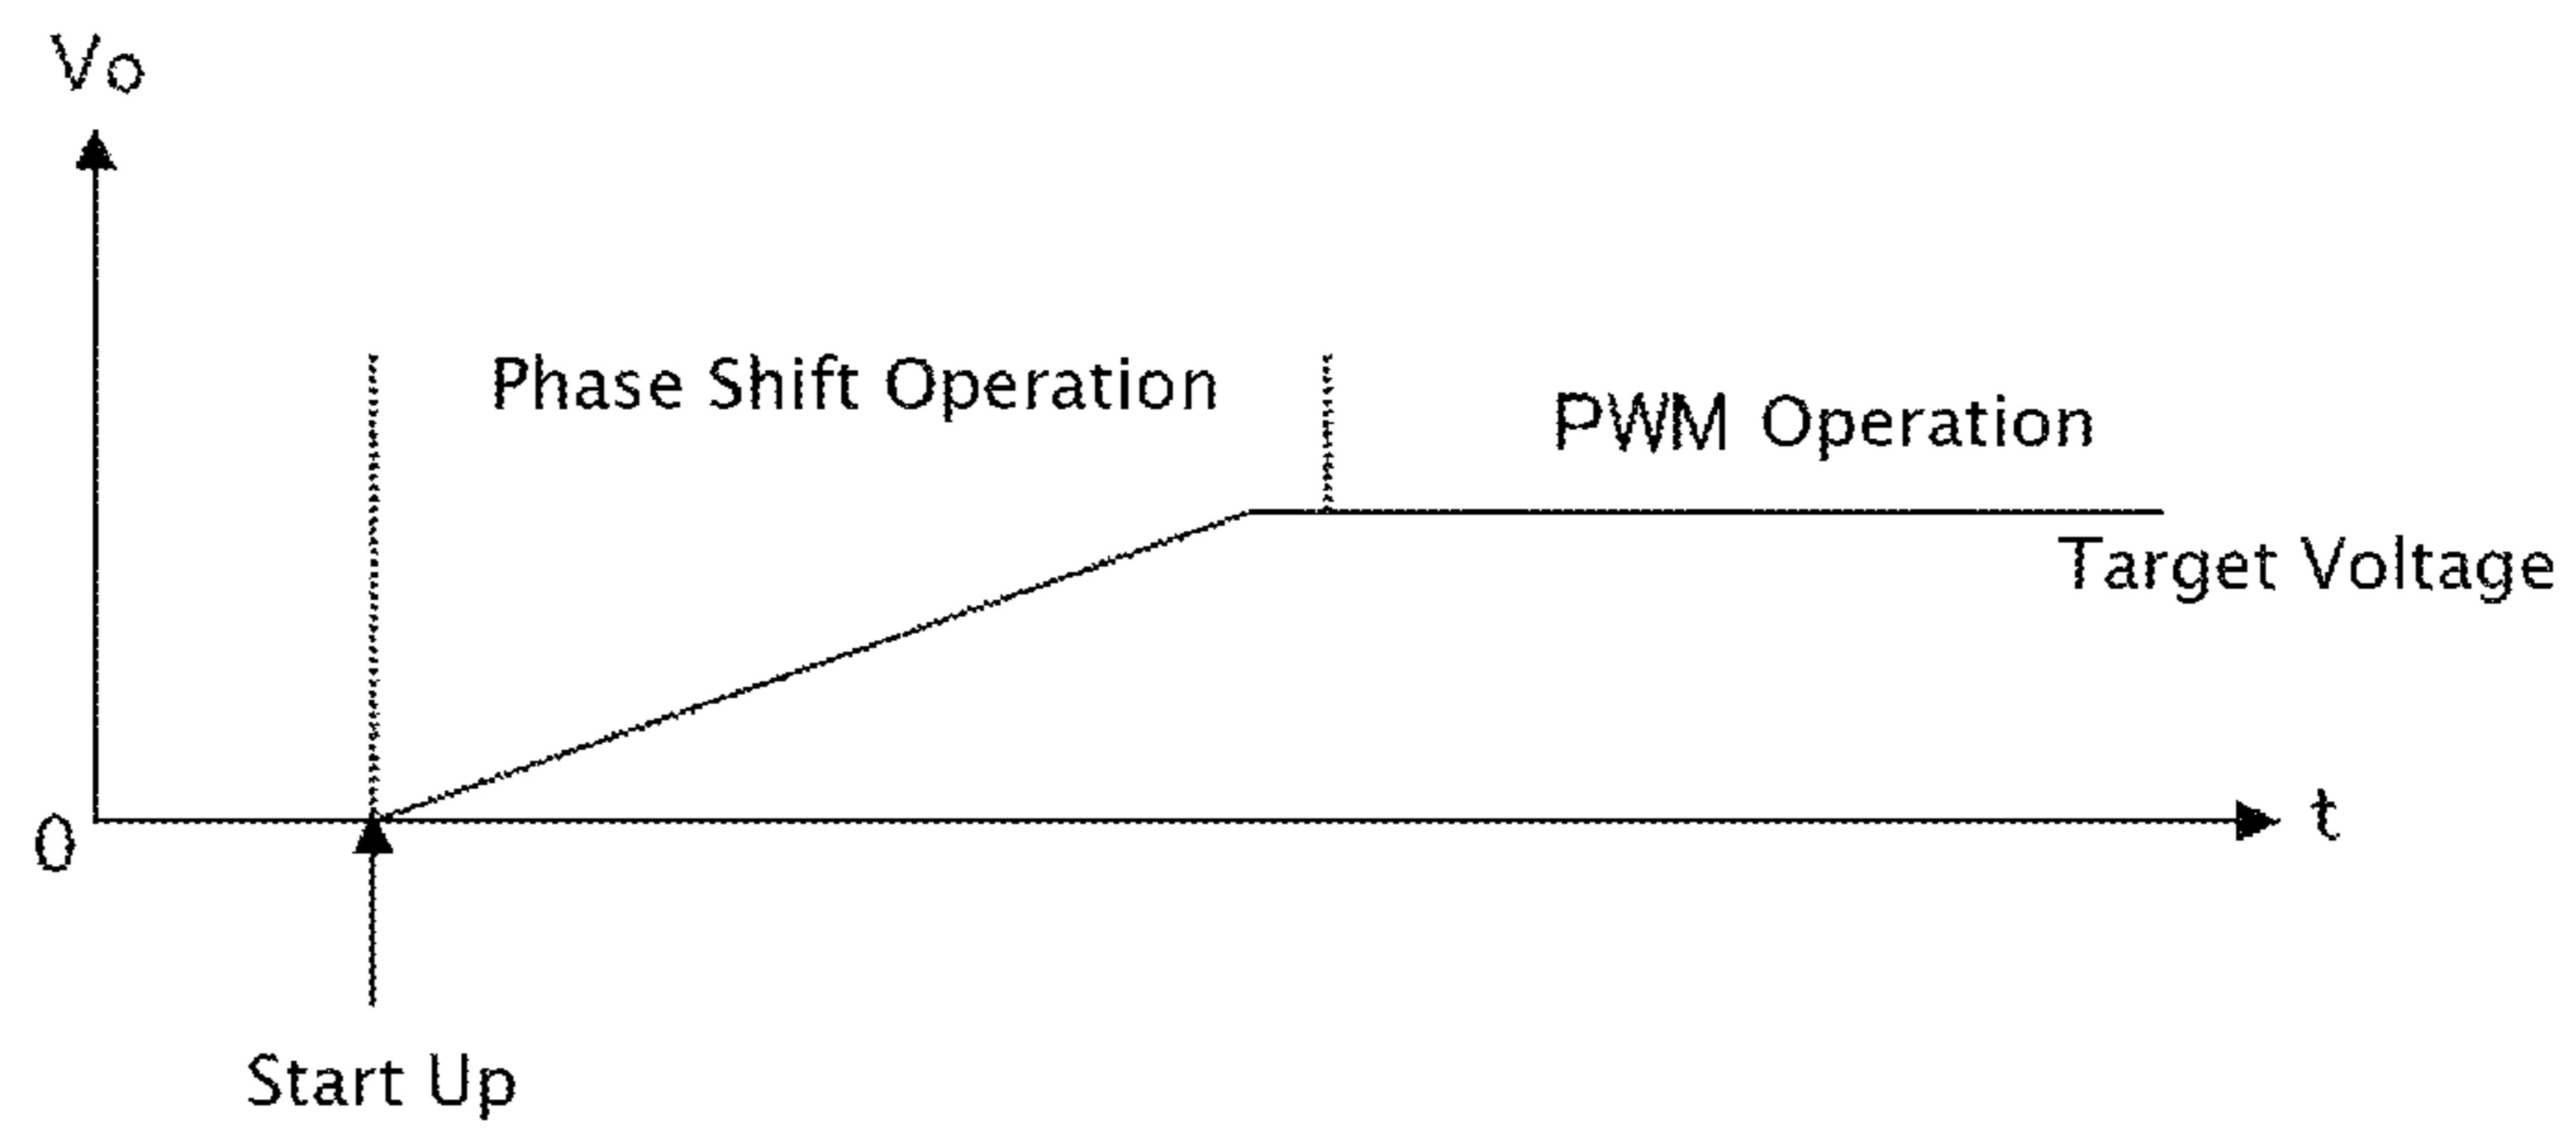 Vo
Phase Shift Operation
PWM Operation
Target Voltage
0
t
Start Up